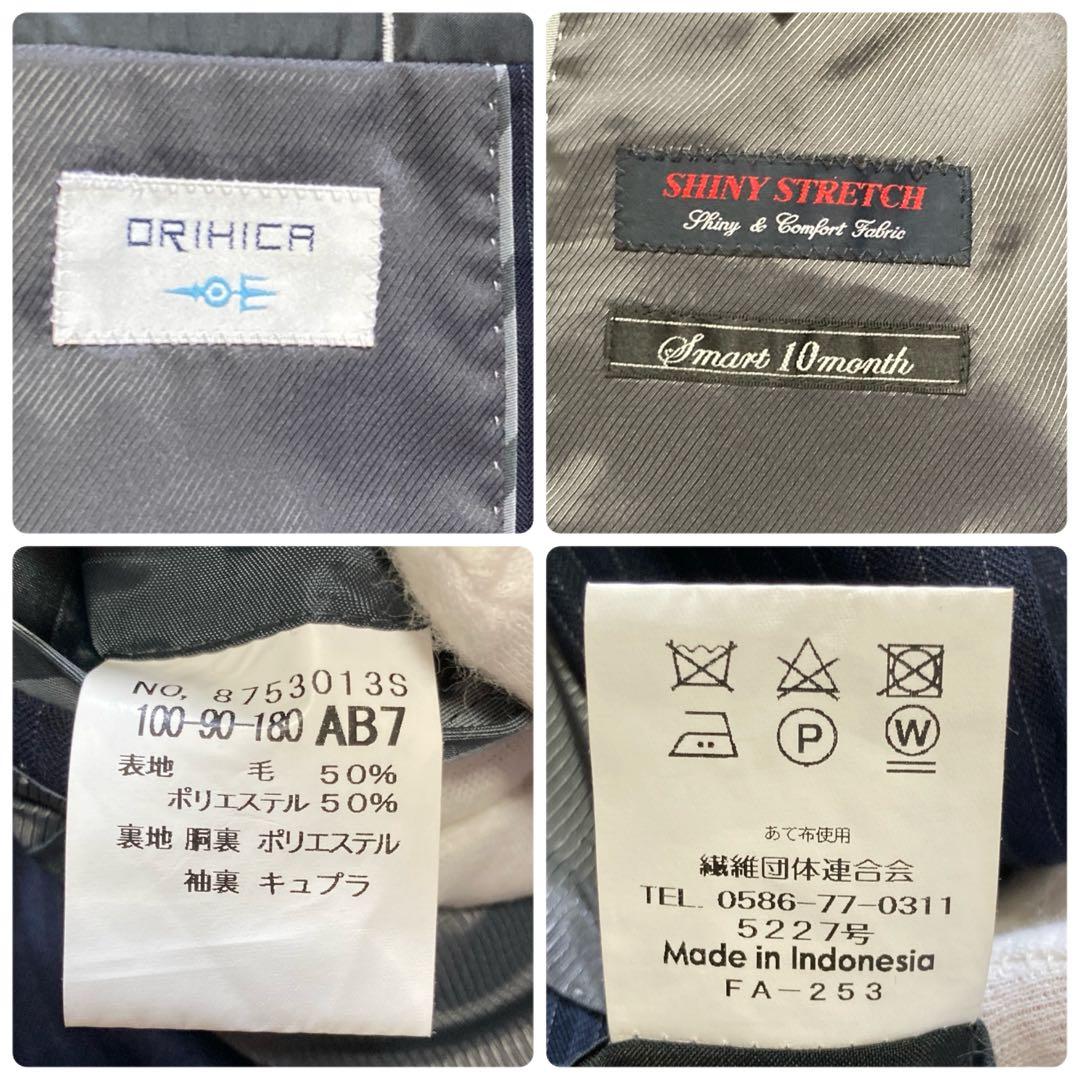 ORIHICA
SHINY STRETCH
Shiny & Comfort Fabric
Smart 10month
NO, 8753013S
100-90-180 AB7
表地 毛 50%
ポリエステル 50%
裏地 胴裏 ポリエステル
袖裏 キュプラ
P W
あて布使用
繊維団体連合会
TEL. 0586-77-0311
5227号
Made in Indonesia
FA-253